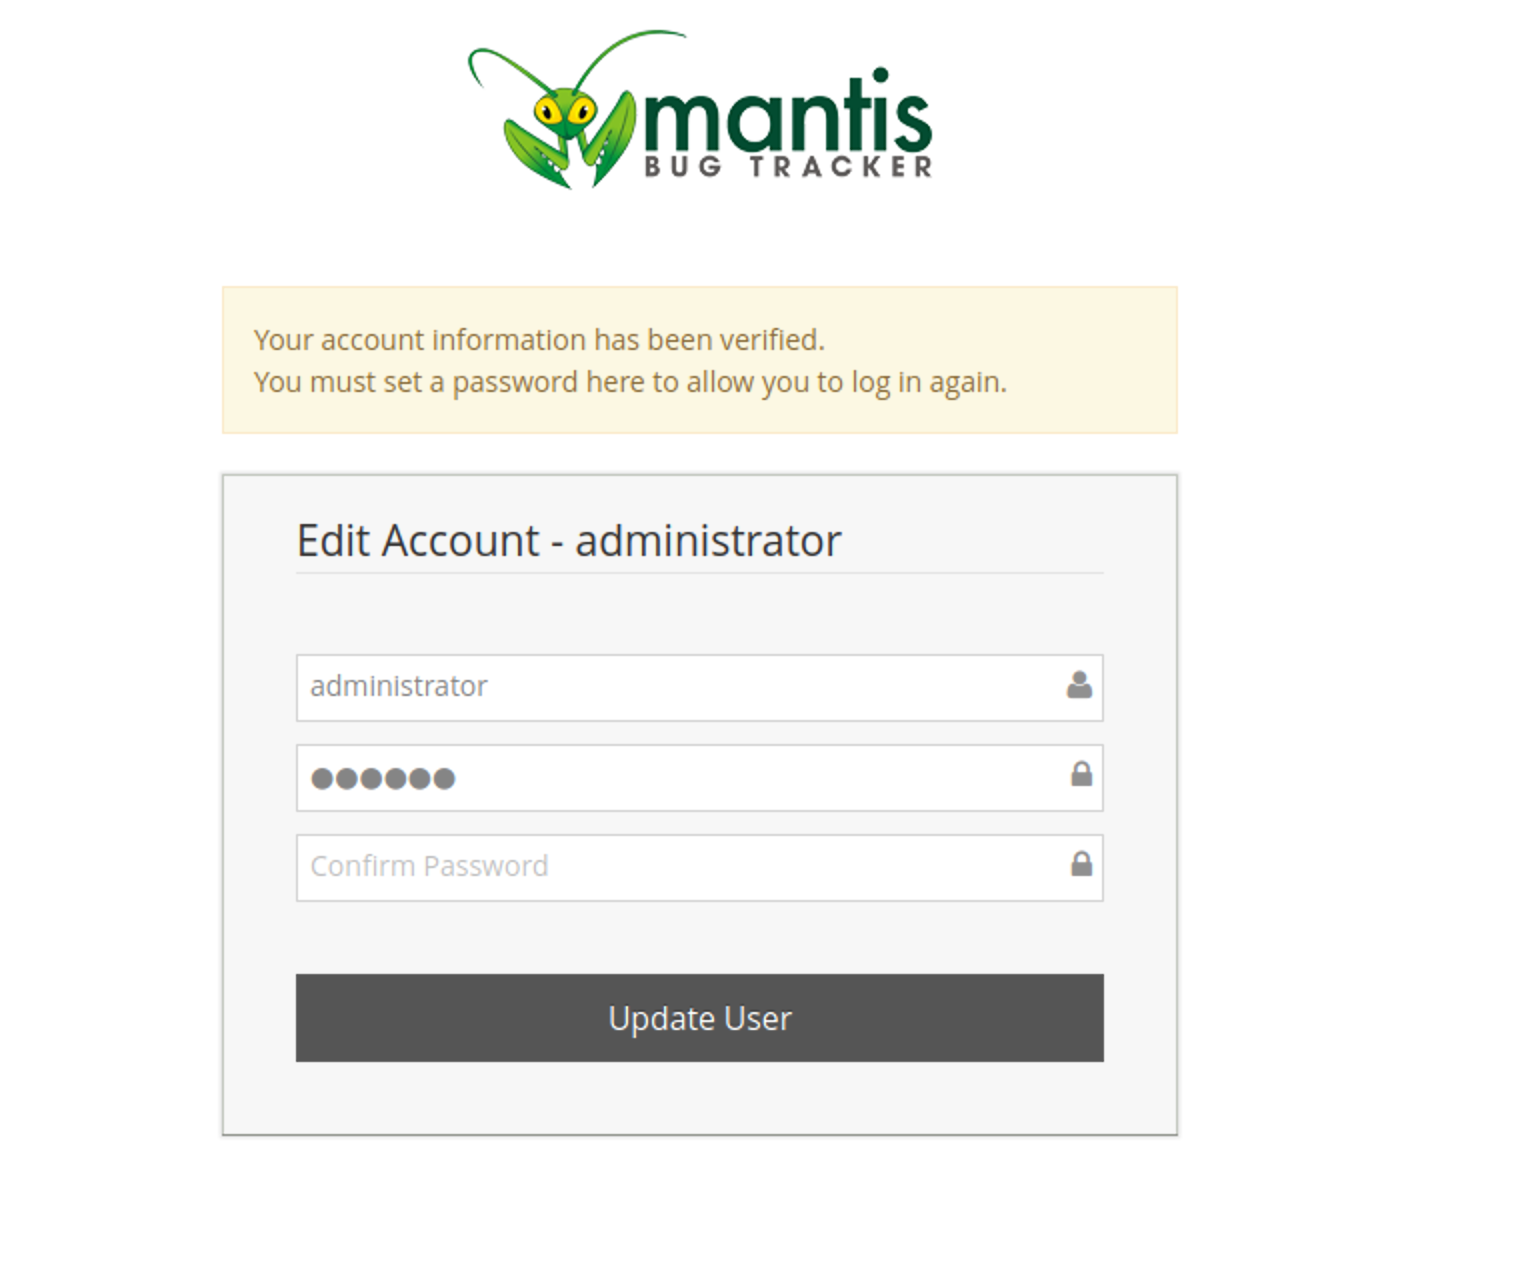 mantis
BUG TRACKER
Your account information has been verified.
You must set a password here to allow you to log in again.
Edit Account - administrator
administrator
●●●●●●
Confirm Password
Update User